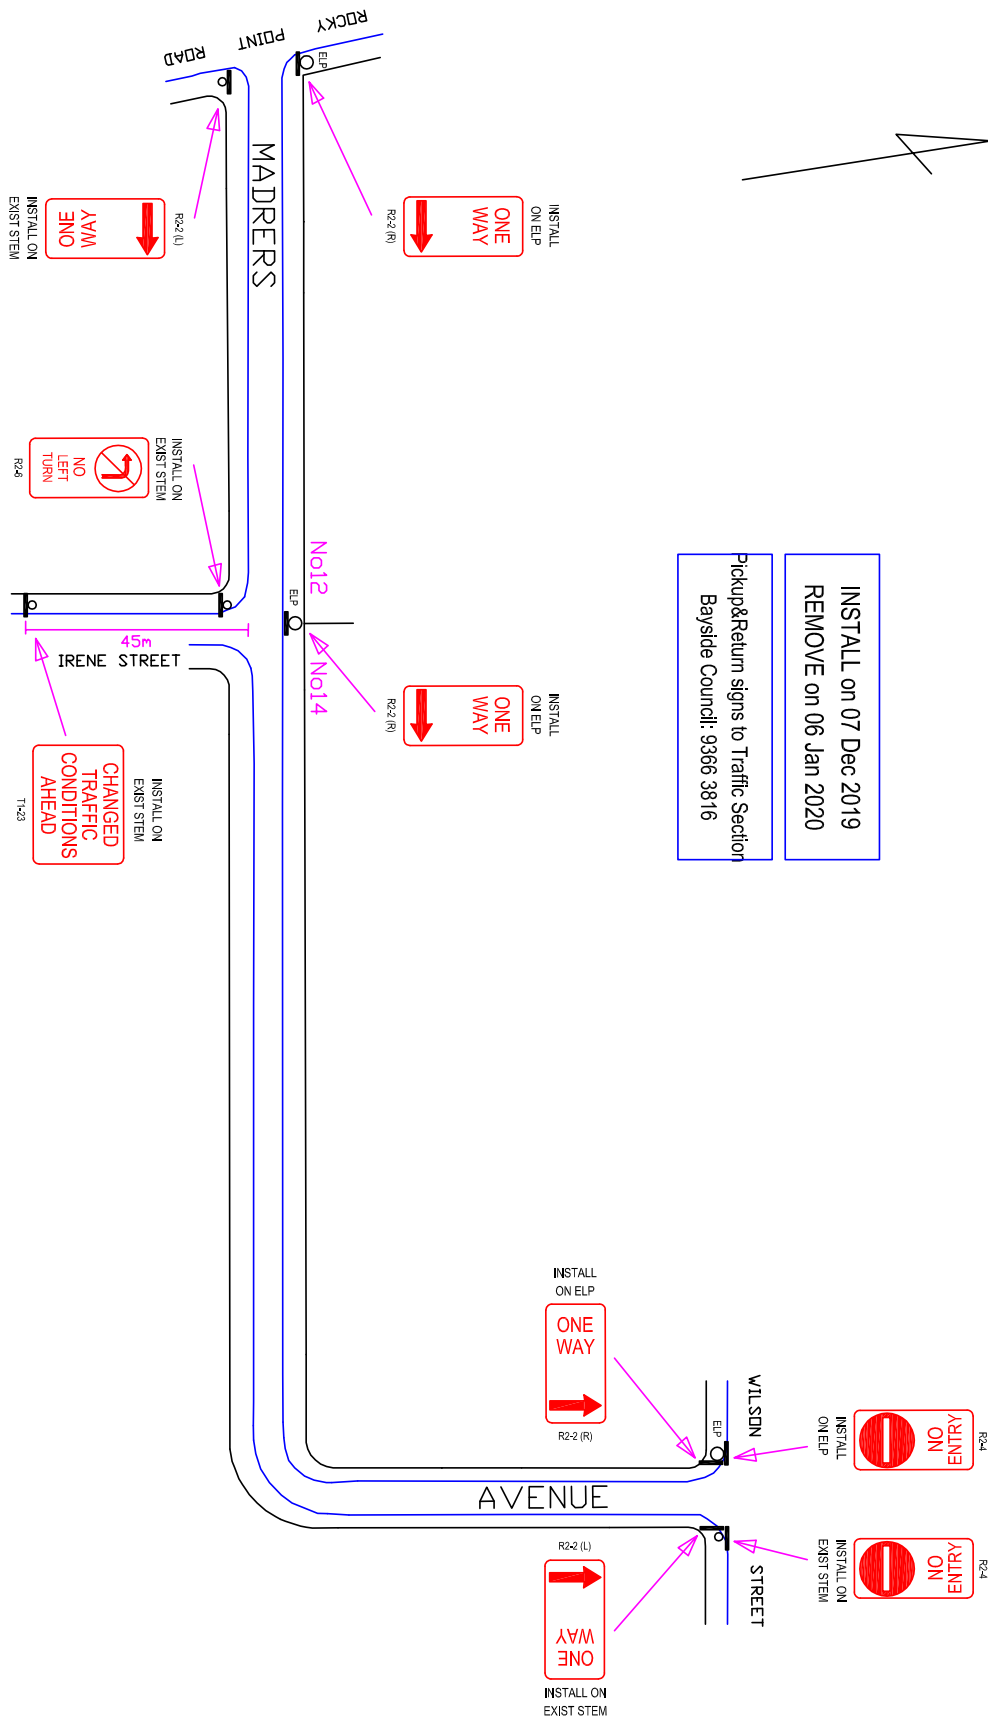 ROCKY
POINT
ROAD
ELP
MADRERS
INSTALL
ON ELP
ONE
WAY
R2-2 (R)
R2-2 (L)
ONE
WAY
INSTALL ON
EXIST STEM
INSTALL ON
EXIST STEM
NO
LEFT
TURN
R2-6
No12
ELP
No14
45m
IRENE STREET
INSTALL
ON ELP
ONE
WAY
R2-2 (R)
INSTALL ON
EXIST STEM
CHANGED
TRAFFIC
CONDITIONS
AHEAD
T1-23
INSTALL on 07 Dec 2019
REMOVE on 06 Jan 2020
Pickup&Return signs to Traffic Section
Bayside Council: 9366 3816
INSTALL
ON ELP
ONE
WAY
R2-2 (R)
WILSON
ELP
INSTALL
ON ELP
NO
ENTRY
R2-4
AVENUE
R2-2 (L)
ONE
WAY
INSTALL ON
EXIST STEM
STREET
INSTALL ON
EXIST STEM
NO
ENTRY
R2-4